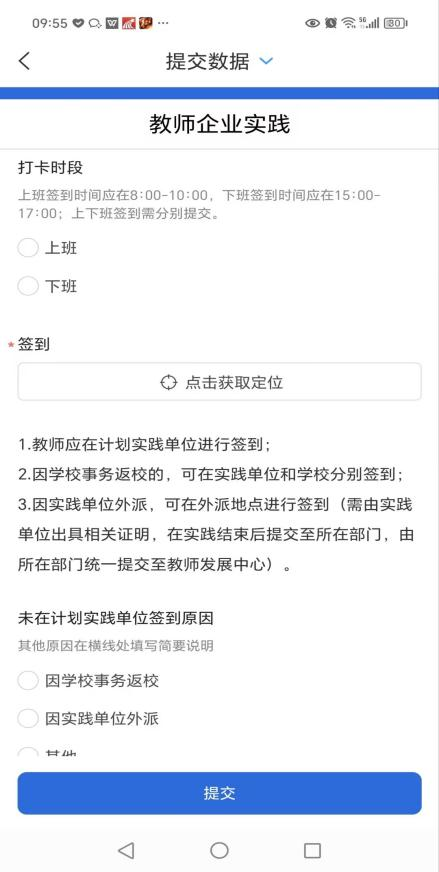 09:55
5G
80
提交数据
教师企业实践
打卡时段
上班签到时间应在8:00-10:00，下班签到时间应在15:00-
17:00；上下班签到需分别提交。
上班
下班
*签到
点击获取定位
1.教师应在计划实践单位进行签到；
2.因学校事务返校的，可在实践单位和学校分别签到；
3.因实践单位外派，可在外派地点进行签到（需由实践
单位出具相关证明，在实践结束后提交至所在部门，由
所在部门统一提交至教师发展中心）。
未在计划实践单位签到原因
其他原因在横线处填写简要说明
因学校事务返校
因实践单位外派
其他
提交